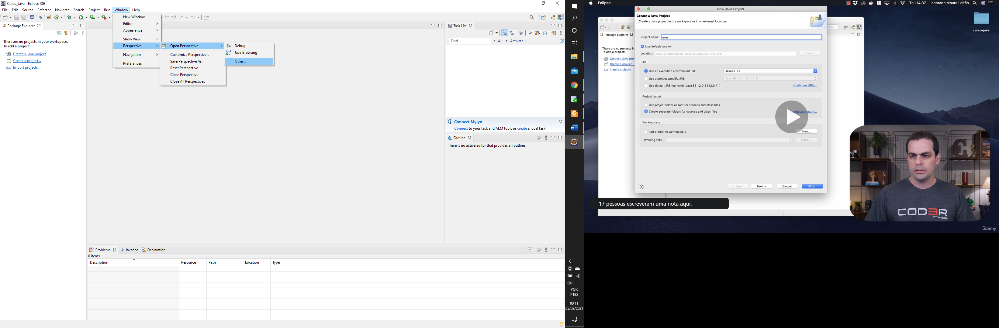 Curso_Java - Eclipse IDE
File Edit Source Refactor Navigate Search Project Run Window Help
Package Explorer
There are no projects in your workspace.
To add a project:
Create a Java project
Create a project...
Import projects...
New Window
Editor
Appearance
Show View
Perspective
Navigation
Preferences
Open Perspective
Customize Perspective...
Save Perspective As...
Reset Perspective...
Close Perspective
Close All Perspectives
Debug
Java Browsing
Other...
Task List
Find All Activate...
Connect Mylyn
Connect to your task and ALM tools or create a local task.
Outline
There is no active editor that provides an outline.
Problems Javadoc Declaration
0 items
Description Resource Path Location Type
POR
PTB2
00:11
05/08/2021
Eclipse Thu 14:37 Leonardo Moura Leitão
curso-java
Package Explorer
There are no projects in
To add a project:
Create a Java proj
Create a project...
Import projects...
New Java Project
Create a Java Project
Create a Java project in the workspace or in an external location.
Project name: exer
Use default location
Location: /Users/leonardomleitao/Desktop/curso-java/exer Browse...
JRE
Use an execution environment JRE: JavaSE-12
Use a project specific JRE: Java SE 12.0.1 [12.0.1]
Use default JRE (currently 'Java SE 12.0.1 [12.0.1]') Configure JREs...
Project layout
Use project folder as root for sources and class files
Create separate folders for sources and class files Configure default...
Working sets
Add project to working sets New...
Working sets: Select...
< Back Next > Cancel Finish
17 pessoas escreveram uma nota aqui.
COD3R
.COM.BR
ûdemy